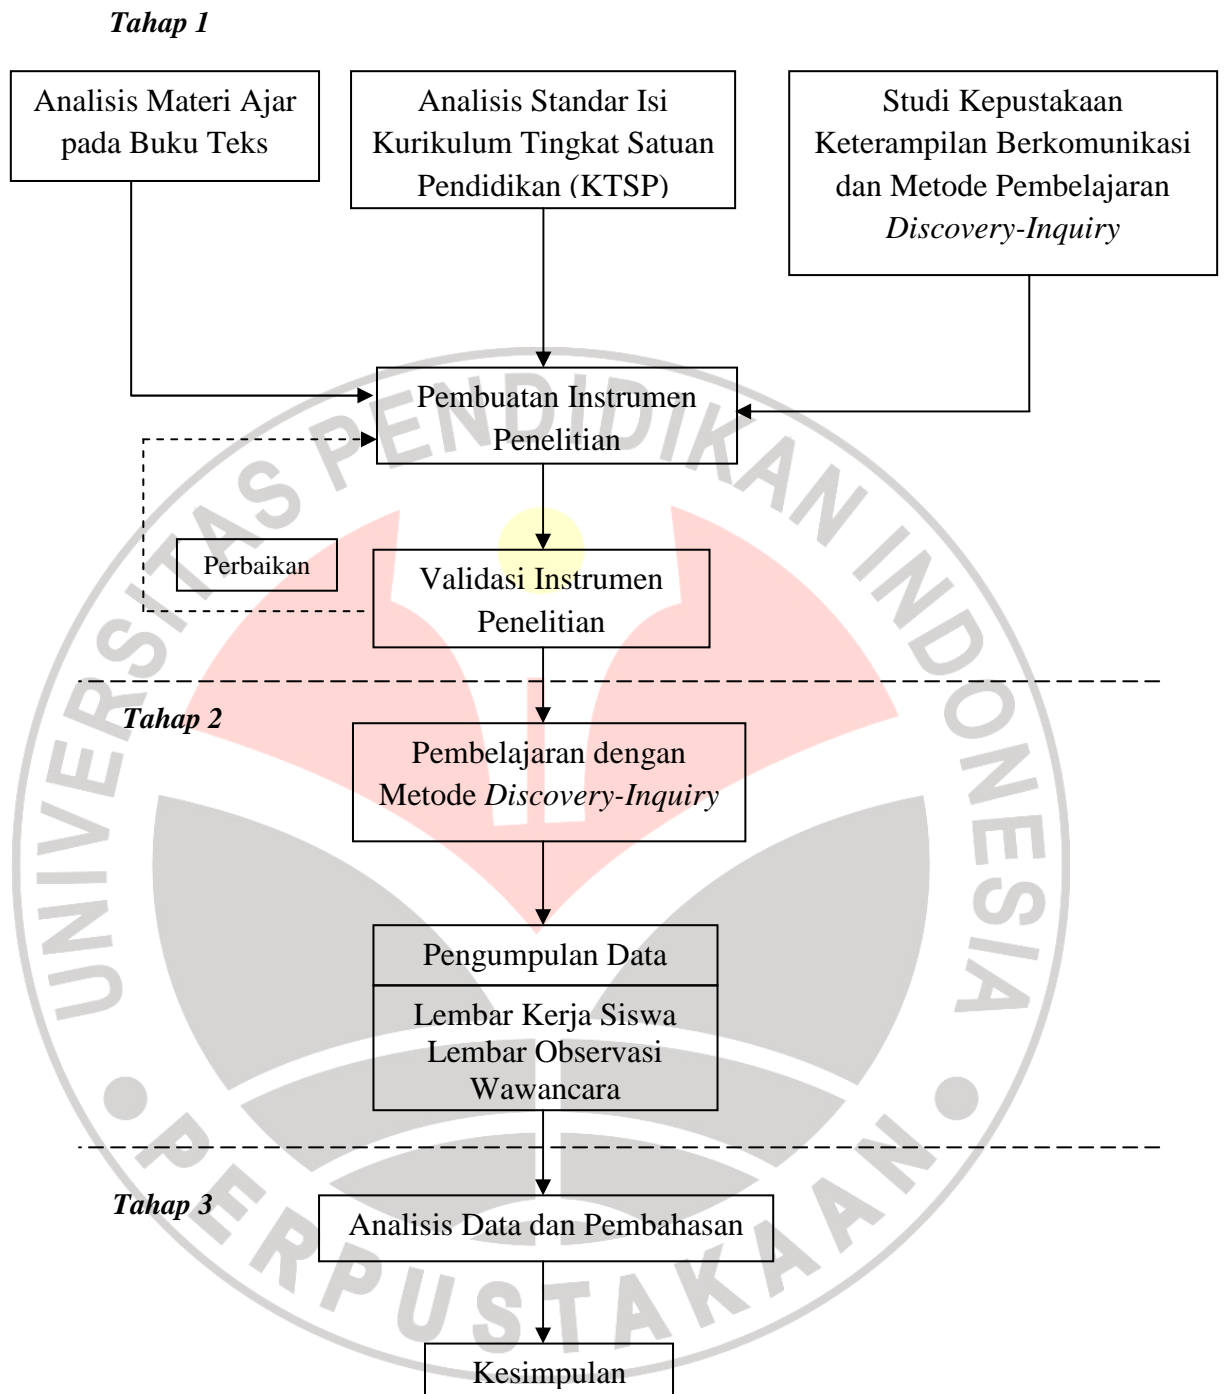 Tahap 1
Analisis Materi Ajar
pada Buku Teks
Analisis Standar Isi
Kurikulum Tingkat Satuan
Pendidikan (KTSP)
Studi Kepustakaan
Keterampilan Berkomunikasi
dan Metode Pembelajaran
Discovery-Inquiry
Pembuatan Instrumen
Penelitian
Perbaikan
Validasi Instrumen
Penelitian
Tahap 2
Pembelajaran dengan
Metode Discovery-Inquiry
Pengumpulan Data
Lembar Kerja Siswa
Lembar Observasi
Wawancara
Tahap 3
Analisis Data dan Pembahasan
Kesimpulan
UNIVERSITAS PENDIDIKAN INDONESIA
PERPUSTAKAAN